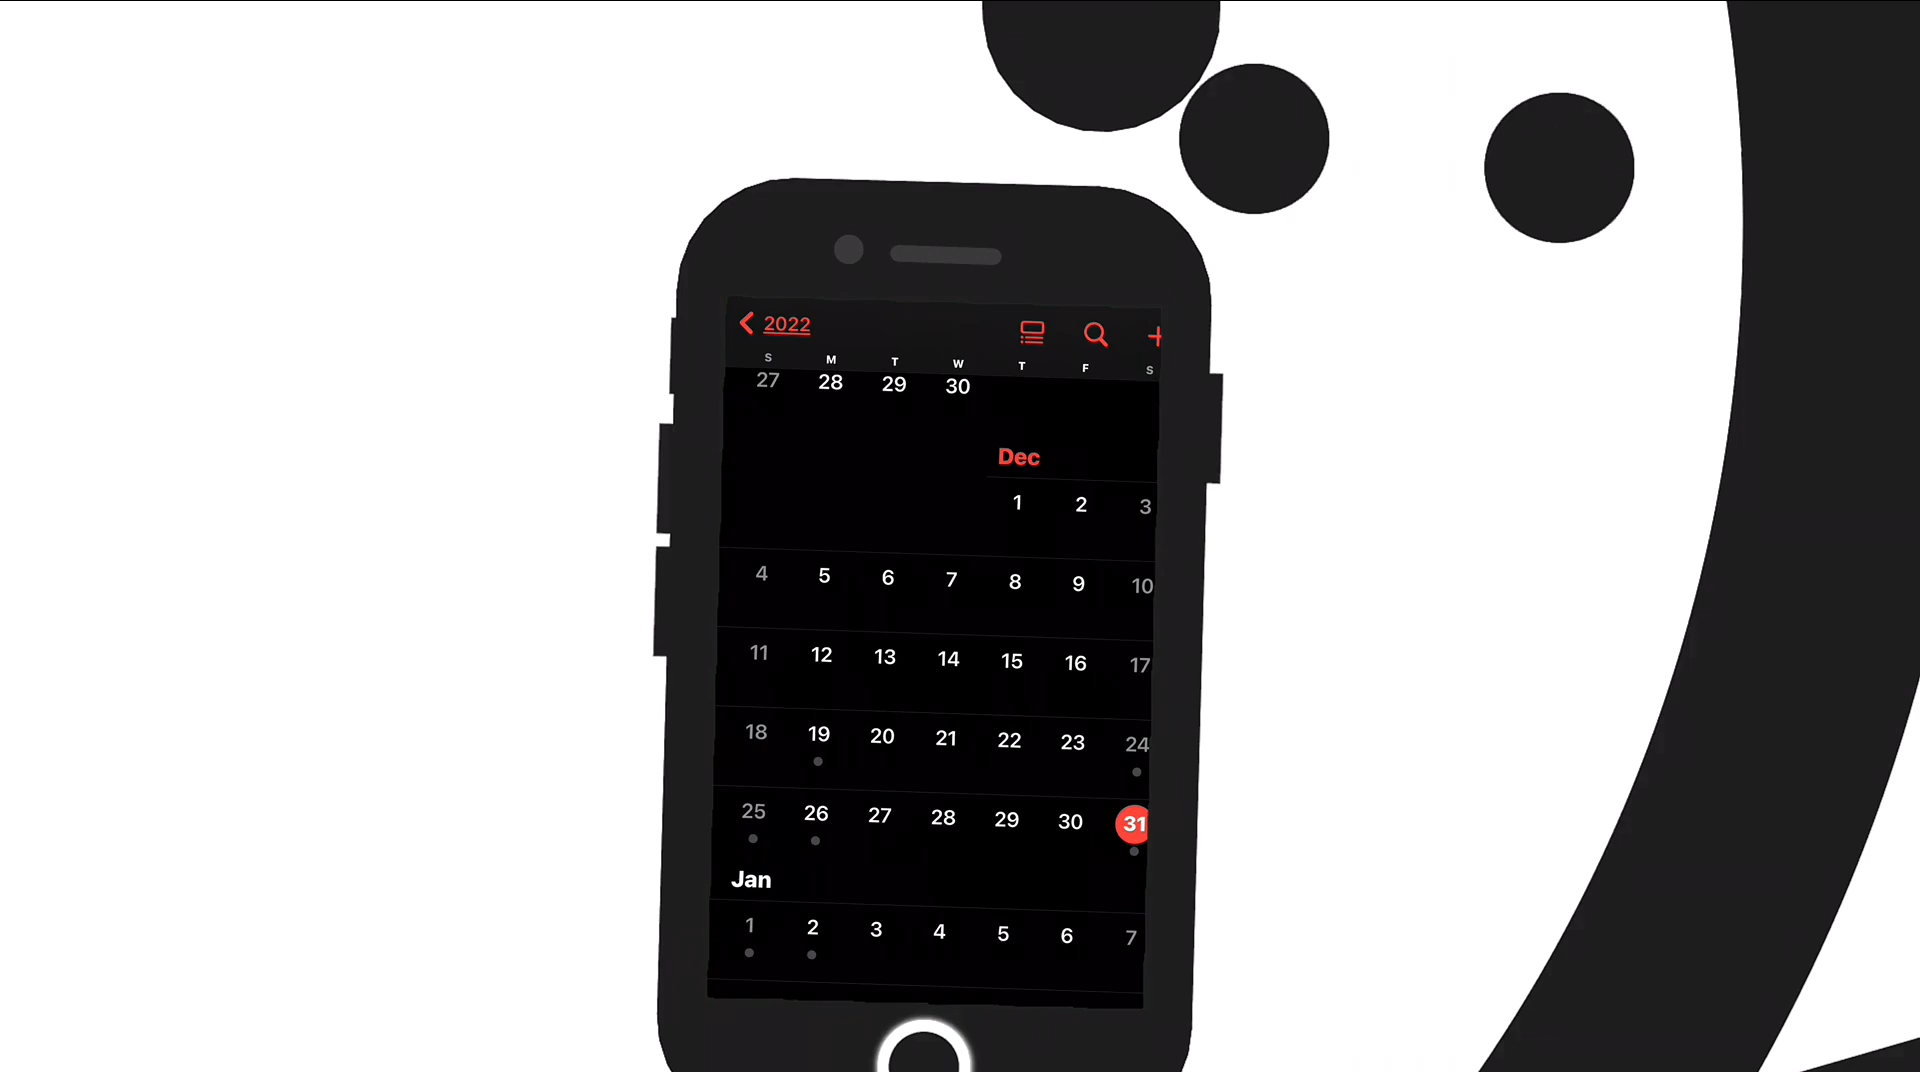 2022
S M T W T F S
27 28 29 30
Dec
1 2 3
4 5 6 7 8 9 10
11 12 13 14 15 16 17
18 19 20 21 22 23 24
25 26 27 28 29 30 31
Jan
1 2 3 4 5 6 7